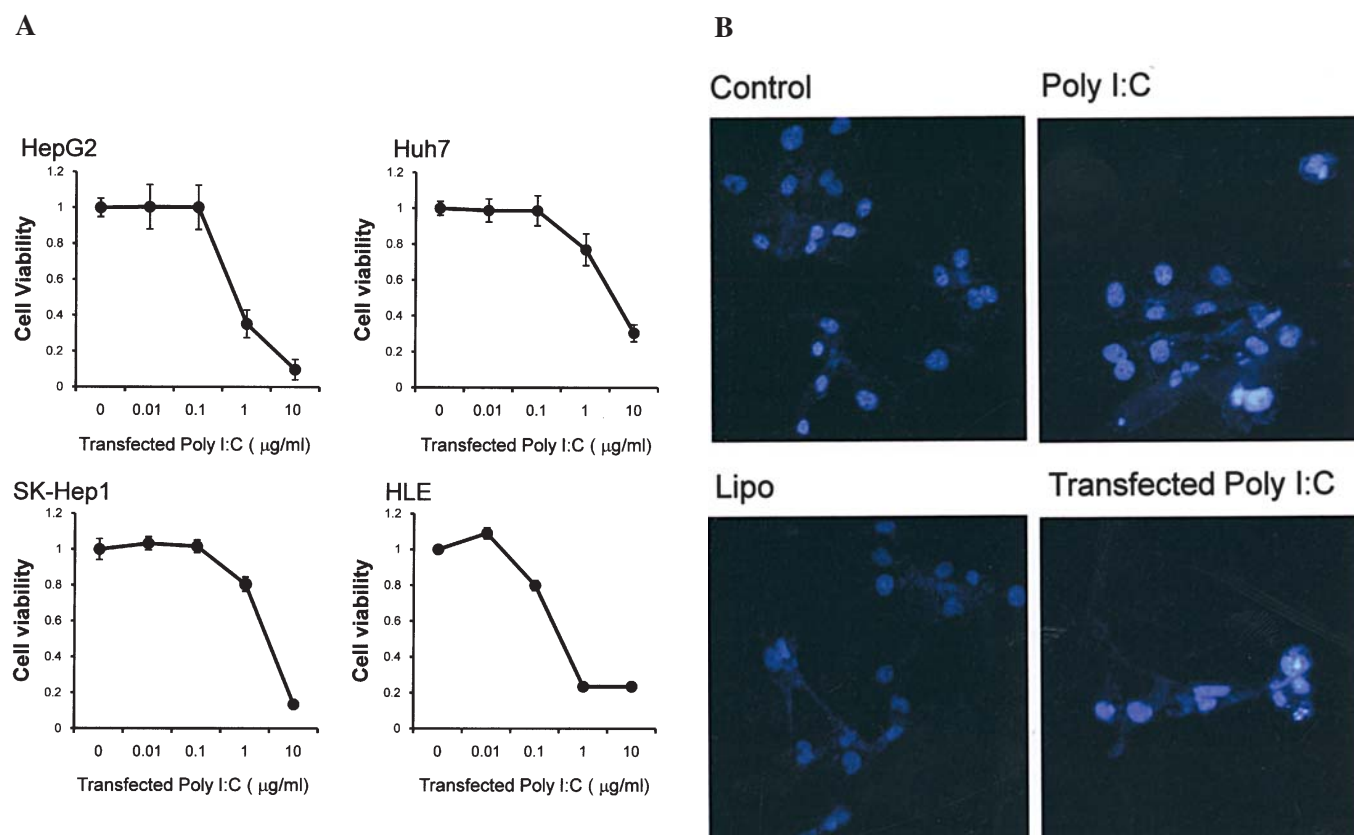 A
HepG2
Cell Viability
1.2
1
0.8
0.6
0.4
0.2
0
0 0.01 0.1 1 10
Transfected Poly I:C ( μg/ml)
Huh7
Cell viability
1.2
1
0.8
0.6
0.4
0.2
0
0 0.01 0.1 1 10
Transfected Poly I:C ( μg/ml)
SK-Hep1
Cell viability
1.2
1
0.8
0.6
0.4
0.2
0
0 0.01 0.1 1 10
Transfected Poly I:C ( μg/ml)
HLE
Cell viability
1.2
1
0.8
0.6
0.4
0.2
0
0 0.01 0.1 1 10
Transfected Poly I:C ( μg/ml)
B
Control
Poly I:C
Lipo
Transfected Poly I:C